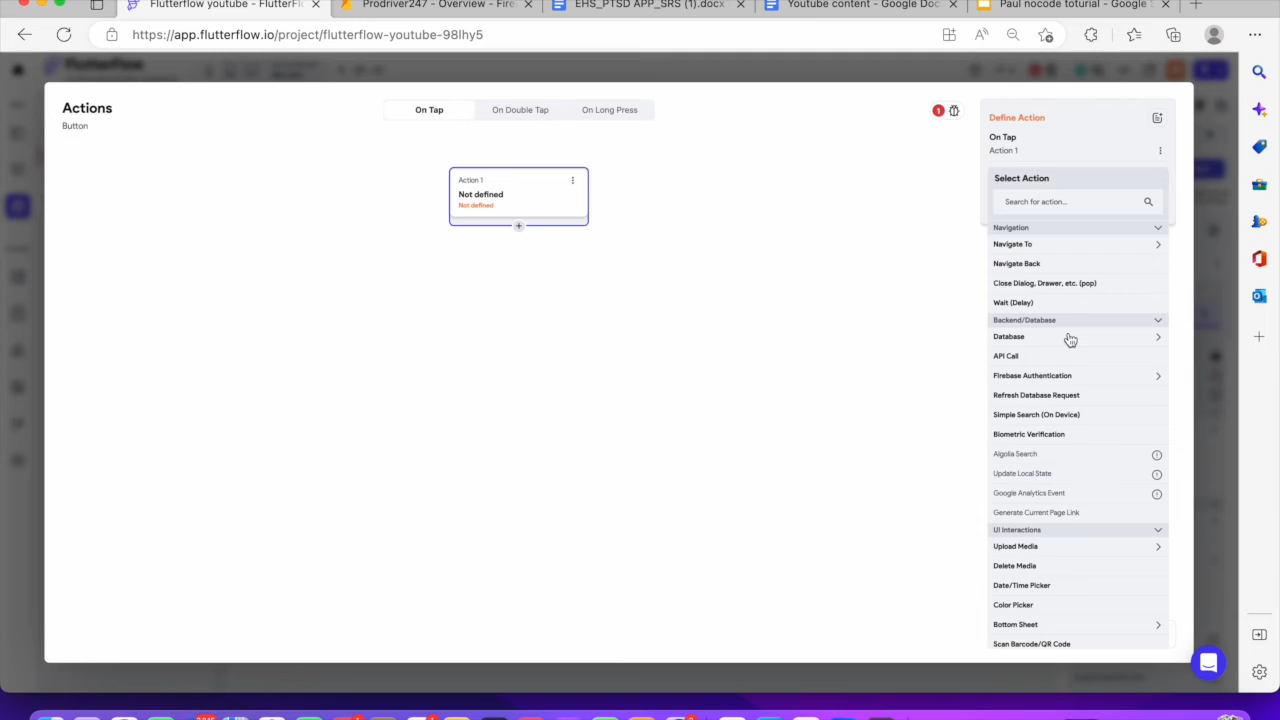 Flutterflow youtube - FlutterFl
Prodriver247 - Overview - Fire
EHS_PTSD APP_SRS (1).docx
Youtube content - Google Doc
Paul nocode toturial - Google S
https://app.flutterflow.io/project/flutterflow-youtube-98lhy5
FlutterFlow
Actions
Button
On Tap
On Double Tap
On Long Press
1
Define Action
On Tap
Action 1
Action 1
Not defined
Not defined
Select Action
Search for action...
Navigation
Navigate To
Navigate Back
Close Dialog, Drawer, etc. (pop)
Wait (Delay)
Backend/Database
Database
API Call
Firebase Authentication
Refresh Database Request
Simple Search (On Device)
Biometric Verification
Algolia Search
Update Local State
Google Analytics Event
Generate Current Page Link
UI Interactions
Upload Media
Delete Media
Date/Time Picker
Color Picker
Bottom Sheet
Scan Barcode/QR Code